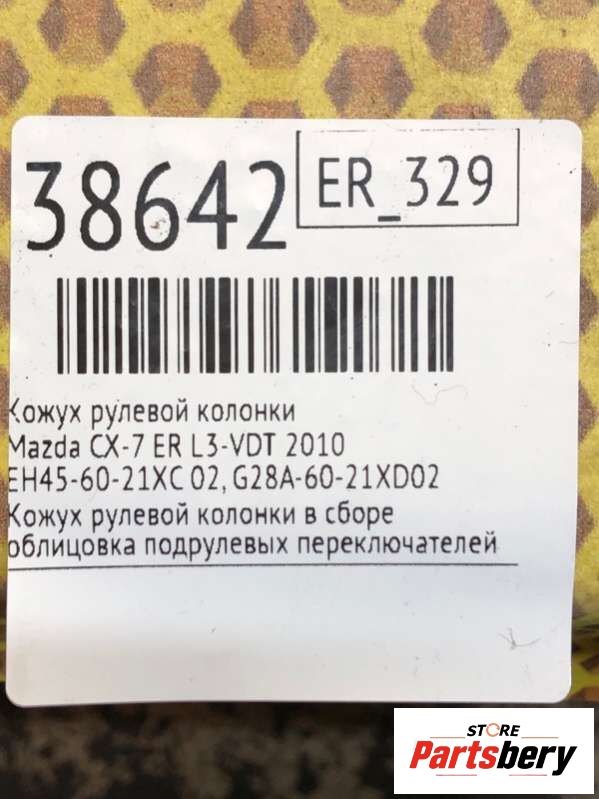 38642
ER_329
Кожух рулевой колонки
Mazda CX-7 ER L3-VDT 2010
EH45-60-21XC 02, G28A-60-21XD02
Кожух рулевой колонки в сборе
облицовка подрулевых переключателей
STORE
Partsbery